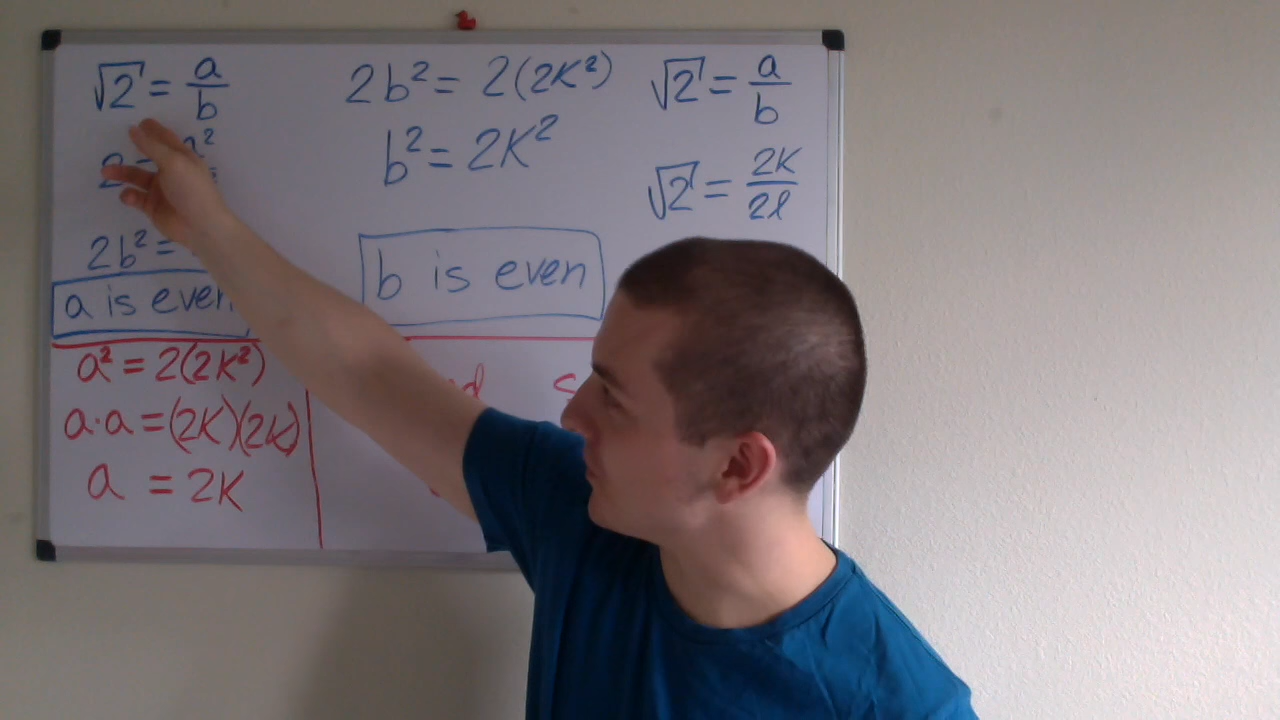 √2 = a/b
2b² =
a is even
a² = 2(2K²)
a·a = (2K)(2K)
a = 2K
2b² = 2(2K²)
b² = 2K²
b is even
√2 = a/b
√2 = 2K/2l